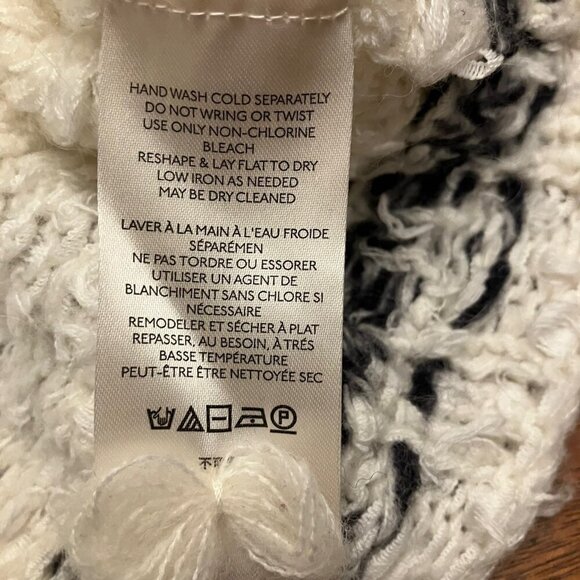 HAND WASH COLD SEPARATELY
DO NOT WRING OR TWIST
USE ONLY NON-CHLORINE
BLEACH
RESHAPE & LAY FLAT TO DRY
LOW IRON AS NEEDED
MAY BE DRY CLEANED
LAVER À LA MAIN À L'EAU FROIDE
SÉPARÉMEN
NE PAS TORDRE OU ESSORER
UTILISER UN AGENT DE
BLANCHIMENT SANS CHLORE SI
NÉCESSAIRE
REMODELER ET SÉCHER À PLAT
REPASSER, AU BESOIN, À TRÉS
BASSE TEMPÉRATURE
PEUT-ÊTRE ÊTRE NETTOYÉE SEC
P
不可